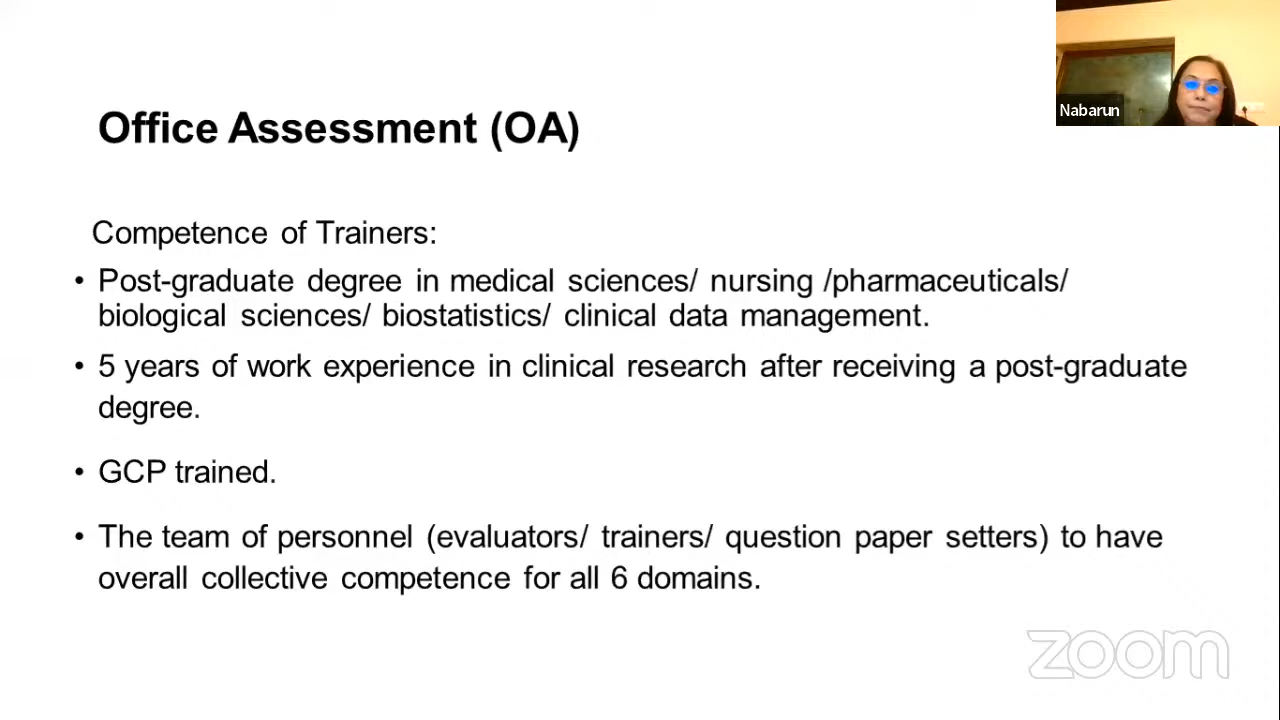 Nabarun
Office Assessment (OA)
Competence of Trainers:
• Post-graduate degree in medical sciences/ nursing /pharmaceuticals/
biological sciences/ biostatistics/ clinical data management.
• 5 years of work experience in clinical research after receiving a post-graduate
degree.
• GCP trained.
• The team of personnel (evaluators/ trainers/ question paper setters) to have
overall collective competence for all 6 domains.
zoom